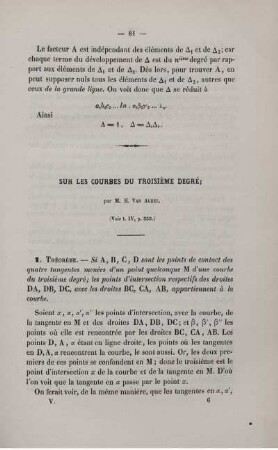 — 81 —
Le facteur A est indépendant des éléments de Δ₁ et de Δ₂; car
chaque terme du développement de Δ est du nième degré par rap-
port aux éléments de Δ₁ et de Δ₂. Dès lors, pour trouver A, on
peut supposer nuls tous les éléments de Δ₁ et de Δ₂, autres que
ceux de la grande ligne. On voit donc que Δ se réduit à
Ainsi
SUR LES COURBES DU TROISIÈME DEGRÉ;
par M. H. Van Aubel.
(Voir t. IV, p.
1. Théorème. — Si A, B, C, D sont les points de contact des
quatre tangentes menées d'un point quelconque M d'une courbe
du troisième degré; les points d'intersection respectifs des droites
DA, DB, DC, avec les droites BC, CA, AB, appartiennent à la
courbe.
Soient x, x, x', x'' les points d'intersection, avec la courbe, de
la tangente en M et des droites DA, DB, DC; et β, β', β'' les
points où elle est rencontrée par les droites BC, CA, AB. Les
points D, A, x étant en ligne droite, les points où les tangentes
en D, A, x rencontrent la courbe, le sont aussi. Or, les deux pre-
miers de ces points se confondent en M; donc le troisième est le
point d'intersection x de la courbe et de la tangente en M. D'où
l'on voit que la tangente en α passe par le point x.
On ferait voir, de la même manière, que les tangentes en x, α',
V. 6